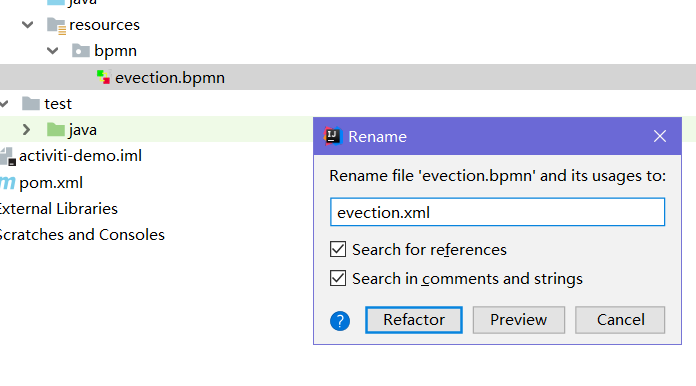 java
resources
bpmn
evection.bpmn
test
java
activiti-demo.iml
pom.xml
External Libraries
Scratches and Consoles
Rename
Rename file 'evection.bpmn' and its usages to:
evection.xml
Search for references
Search in comments and strings
? Refactor Preview Cancel